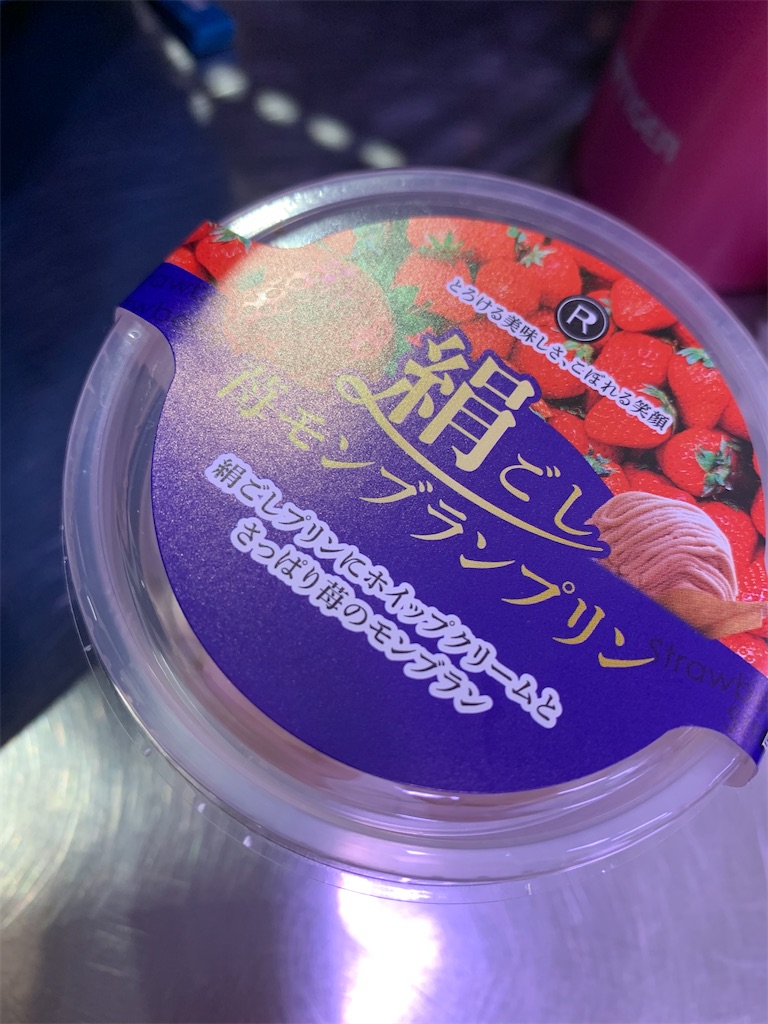 TIGER
R
とろける美味しさ、こぼれる笑顔
絹ごし
苺モンブランプリン
絹ごしプリンにホイップクリームと
さっぱり苺のモンブラン